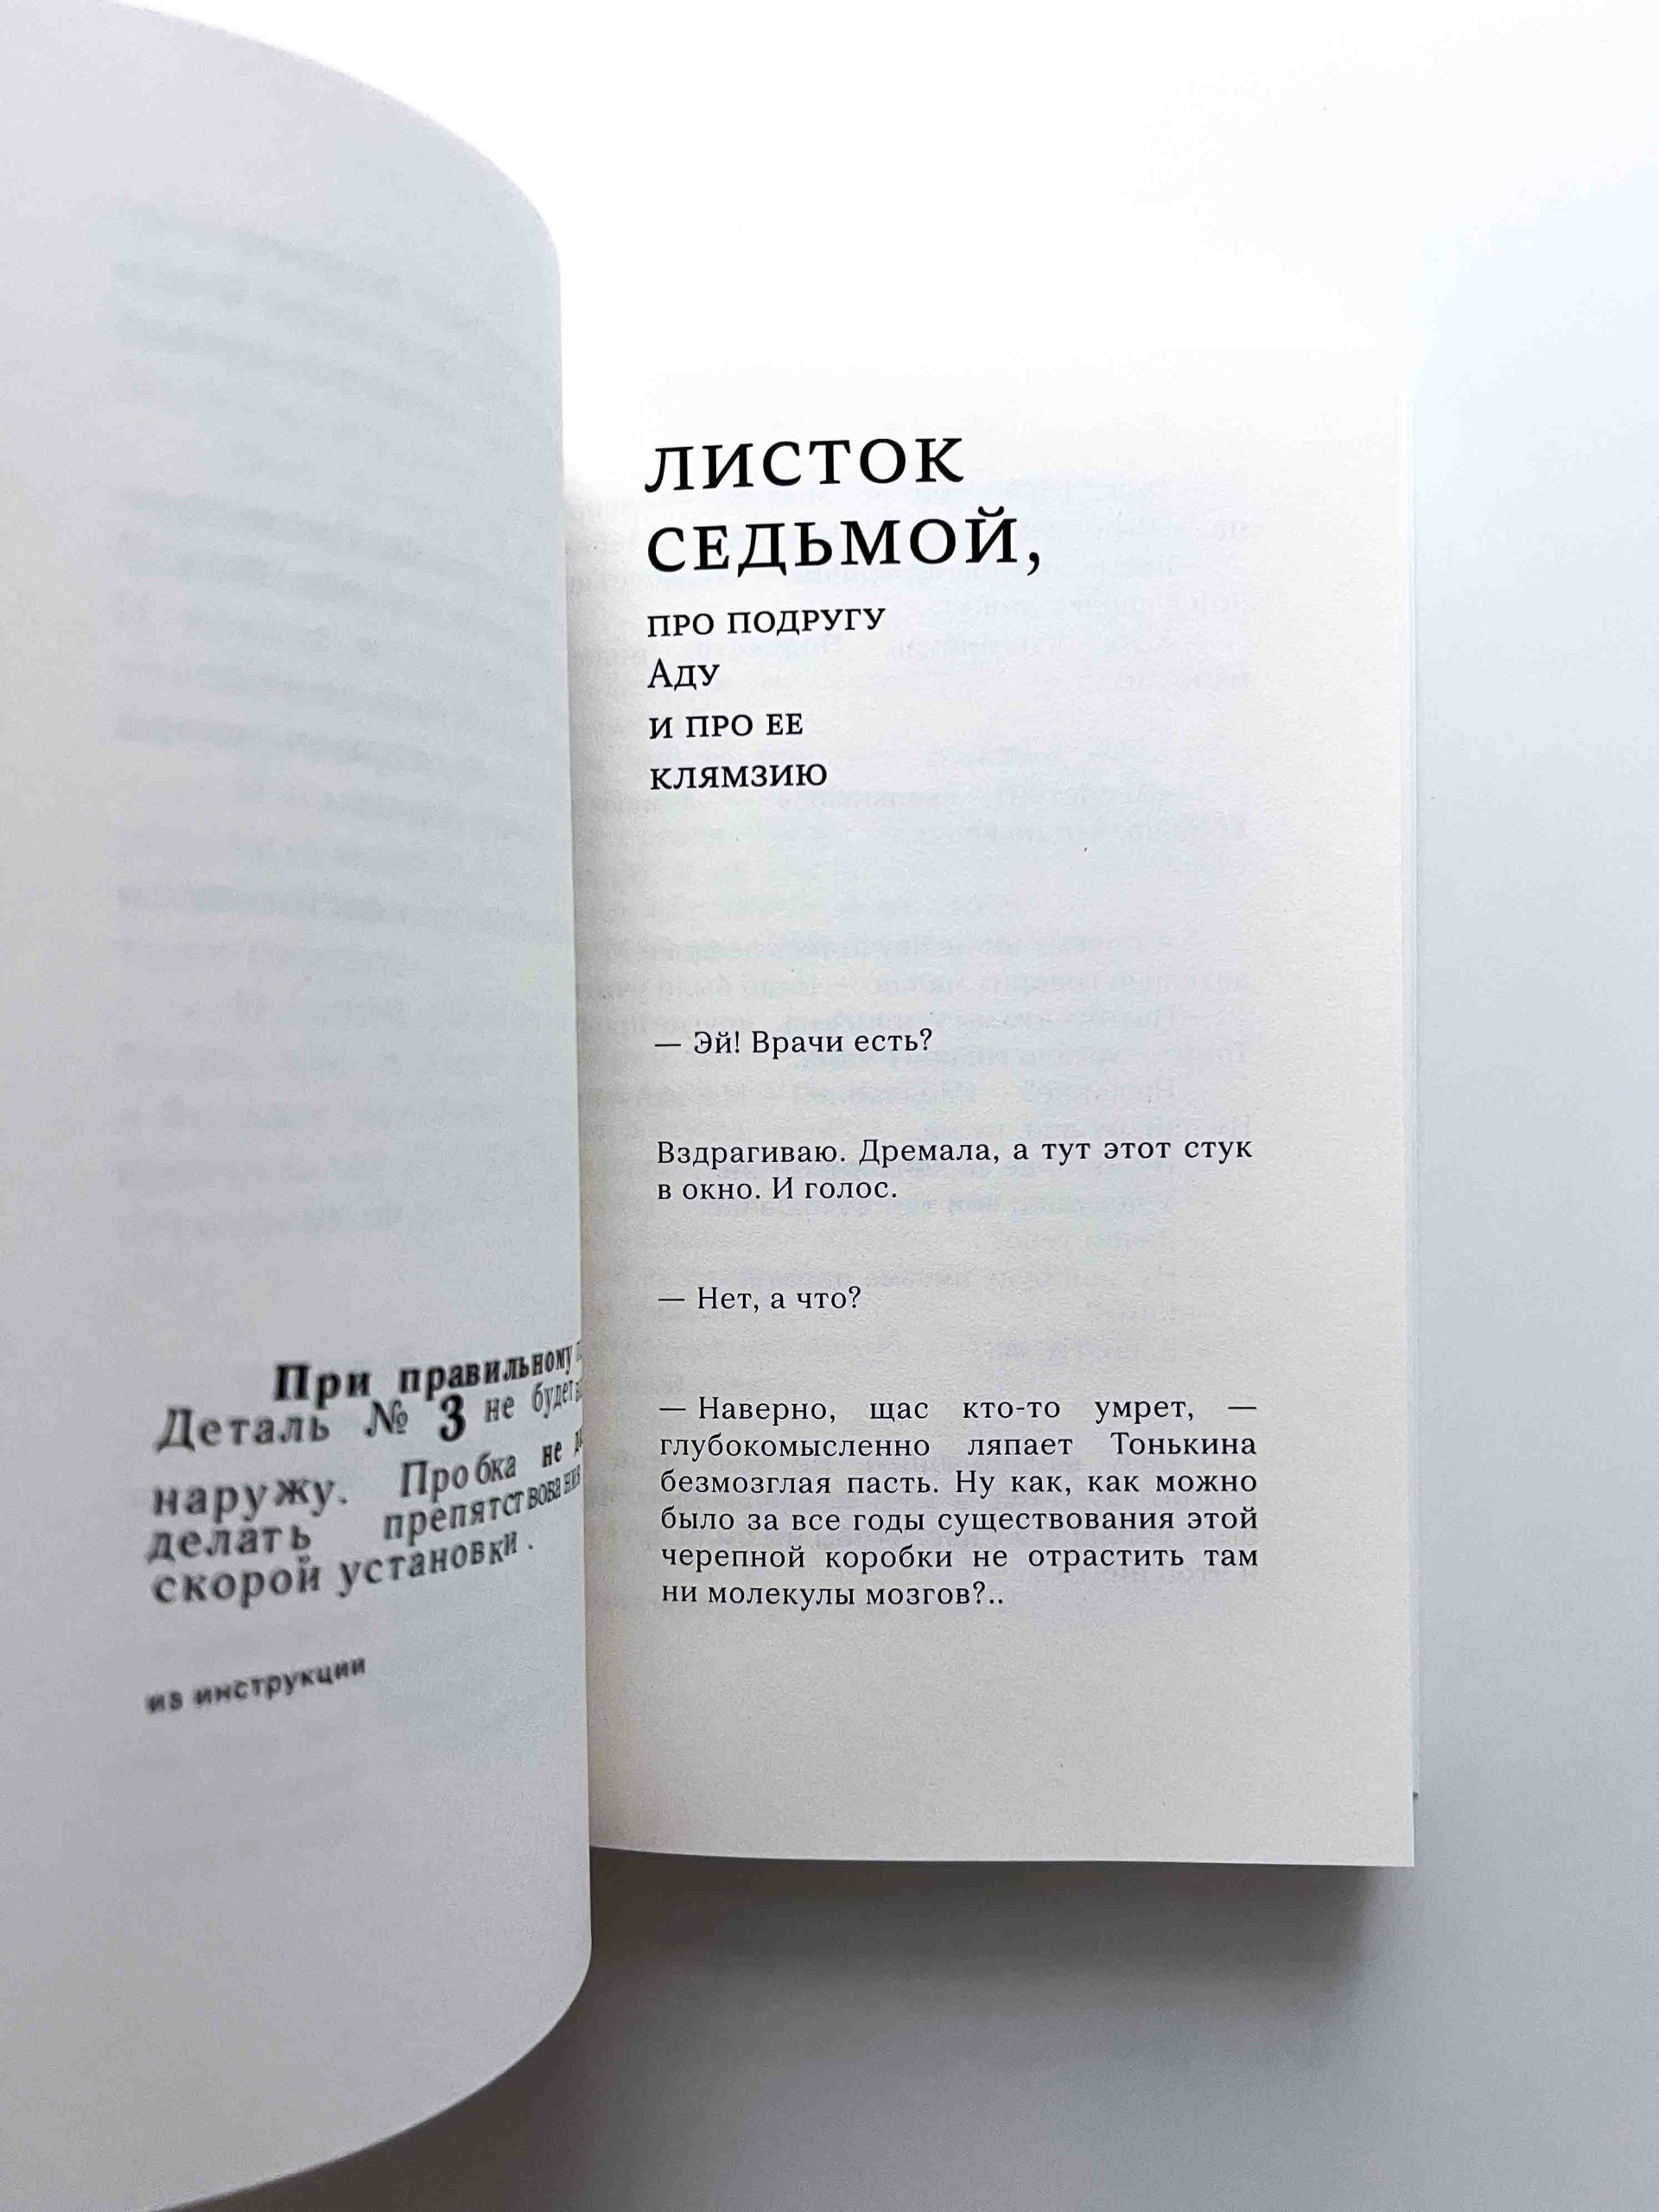 При правильному
Деталь № 3 не будет
наружу. Пробка не
делать препятствования
скорой установки.
из инструкции
ЛИСТОК
СЕДЬМОЙ,
ПРО ПОДРУГУ
АДУ
И ПРО ЕЕ
КЛЯМЗИЮ
— Эй! Врачи есть?
Вздрагиваю. Дремала, а тут этот стук
в окно. И голос.
— Нет, а что?
— Наверно, щас кто-то умрет, —
глубокомысленно ляпает Тонькина
безмозглая пасть. Ну как, как можно
было за все годы существования этой
черепной коробки не отрастить там
ни молекулы мозгов?..